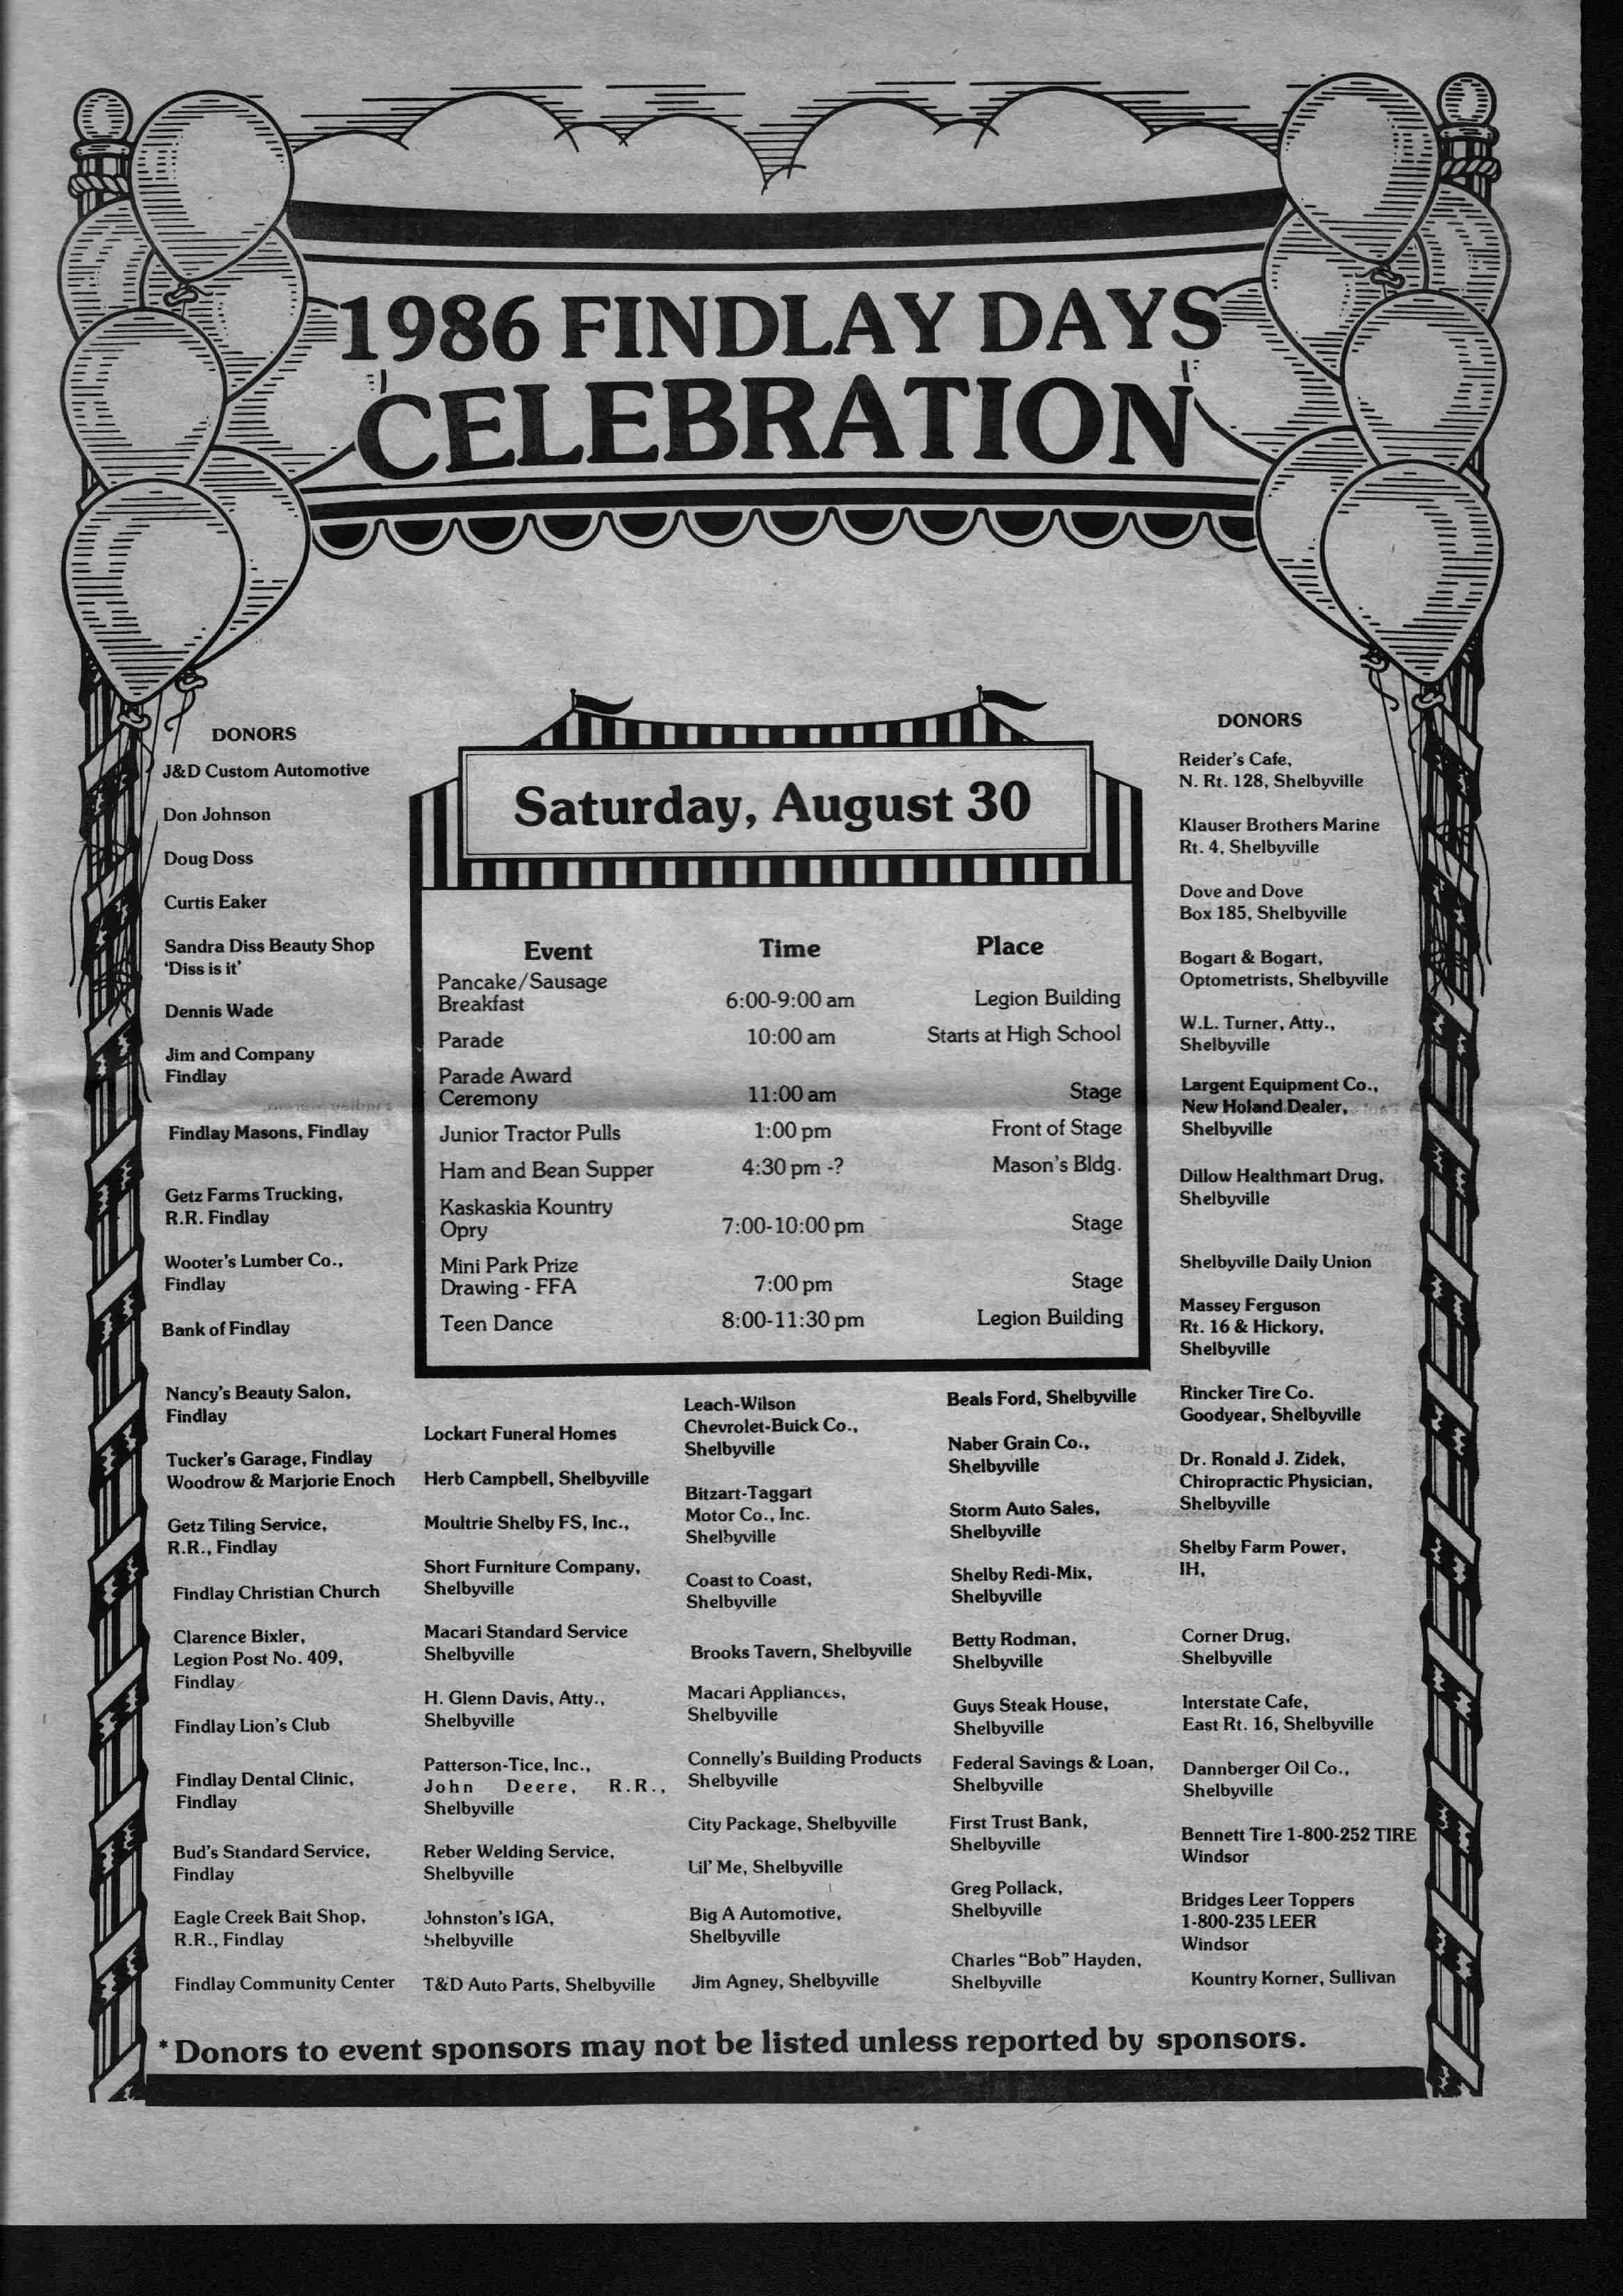 1986 FINDLAY DAYS
CELEBRATION
DONORS
J&D Custom Automotive
Don Johnson
Doug Doss
Curtis Eaker
Sandra Diss Beauty Shop
'Diss is it'
Dennis Wade
Jim and Company
Findlay
Findlay Masons, Findlay
Getz Farms Trucking,
R.R. Findlay
Wooter's Lumber Co.,
Findlay
Bank of Findlay
Nancy's Beauty Salon,
Findlay
Tucker's Garage, Findlay
Woodrow & Marjorie Enoch
Getz Tiling Service,
R.R., Findlay
Findlay Christian Church
Clarence Bixler,
Legion Post No. 409,
Findlay
Findlay Lion's Club
Findlay Dental Clinic,
Findlay
Bud's Standard Service,
Findlay
Eagle Creek Bait Shop,
R.R., Findlay
Findlay Community Center
Saturday, August 30
Event Time Place
Pancake/Sausage
Breakfast 6:00-9:00 am Legion Building
Parade 10:00 am Starts at High School
Parade Award
Ceremony 11:00 am Stage
Junior Tractor Pulls 1:00 pm Front of Stage
Ham and Bean Supper 4:30 pm -? Mason's Bldg.
Kaskaskia Kountry
Opry 7:00-10:00 pm Stage
Mini Park Prize
Drawing - FFA 7:00 pm Stage
Teen Dance 8:00-11:30 pm Legion Building
Lockart Funeral Homes
Herb Campbell, Shelbyville
Moultrie Shelby FS, Inc.,
Short Furniture Company,
Shelbyville
Macari Standard Service
Shelbyville
H. Glenn Davis, Atty.,
Shelbyville
Patterson-Tice, Inc.,
John Deere, R.R.,
Shelbyville
Reber Welding Service,
Shelbyville
Johnston's IGA,
Shelbyville
T&D Auto Parts, Shelbyville
Leach-Wilson
Chevrolet-Buick Co.,
Shelbyville
Bitzart-Taggart
Motor Co., Inc.
Shelbyville
Coast to Coast,
Shelbyville
Brooks Tavern, Shelbyville
Macari Appliances,
Shelbyville
Connelly's Building Products
Shelbyville
City Package, Shelbyville
Lil' Me, Shelbyville
Big A Automotive,
Shelbyville
Jim Agney, Shelbyville
Beals Ford, Shelbyville
Naber Grain Co.,
Shelbyville
Storm Auto Sales,
Shelbyville
Shelby Redi-Mix,
Shelbyville
Betty Rodman,
Shelbyville
Guys Steak House,
Shelbyville
Federal Savings & Loan,
Shelbyville
First Trust Bank,
Shelbyville
Greg Pollack,
Shelbyville
Charles "Bob" Hayden,
Shelbyville
DONORS
Reider's Cafe,
N. Rt. 128, Shelbyville
Klauser Brothers Marine
Rt. 4, Shelbyville
Dove and Dove
Box 185, Shelbyville
Bogart & Bogart,
Optometrists, Shelbyville
W.L. Turner, Atty.,
Shelbyville
Largent Equipment Co.,
New Holand Dealer,
Shelbyville
Dillow Healthmart Drug,
Shelbyville
Shelbyville Daily Union
Massey Ferguson
Rt. 16 & Hickory,
Shelbyville
Rincker Tire Co.
Goodyear, Shelbyville
Dr. Ronald J. Zidek,
Chiropractic Physician,
Shelbyville
Shelby Farm Power,
IH,
Corner Drug,
Shelbyville
Interstate Cafe,
East Rt. 16, Shelbyville
Dannberger Oil Co.,
Shelbyville
Bennett Tire 1-800-252 TIRE
Windsor
Bridges Leer Toppers
1-800-235 LEER
Windsor
Kountry Korner, Sullivan
*Donors to event sponsors may not be listed unless reported by sponsors.